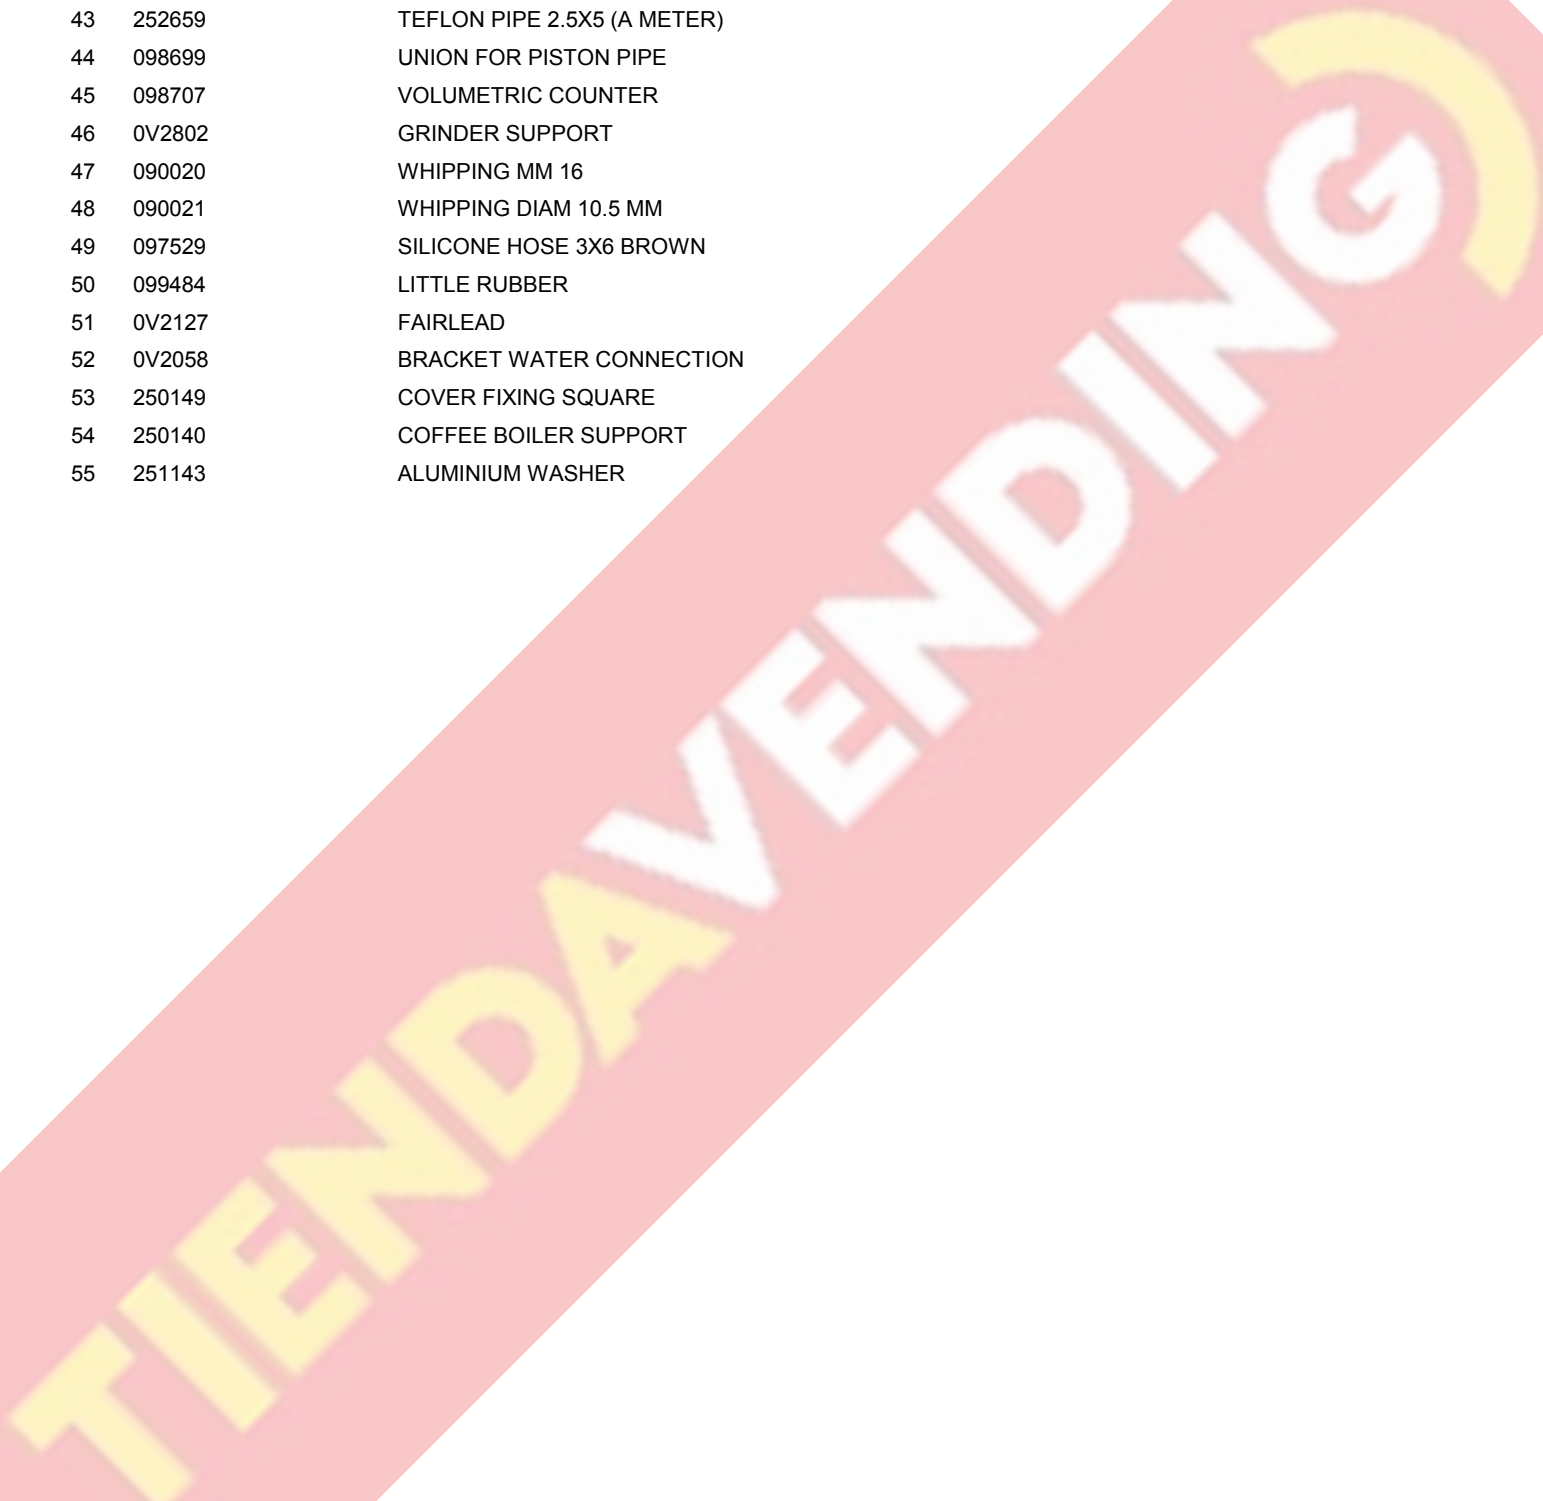 43 252659 TEFLON PIPE 2.5X5 (A METER)
44 098699 UNION FOR PISTON PIPE
45 098707 VOLUMETRIC COUNTER
46 0V2802 GRINDER SUPPORT
47 090020 WHIPPING MM 16
48 090021 WHIPPING DIAM 10.5 MM
49 097529 SILICONE HOSE 3X6 BROWN
50 099484 LITTLE RUBBER
51 0V2127 FAIRLEAD
52 0V2058 BRACKET WATER CONNECTION
53 250149 COVER FIXING SQUARE
54 250140 COFFEE BOILER SUPPORT
55 251143 ALUMINIUM WASHER
TIENDAVENDING